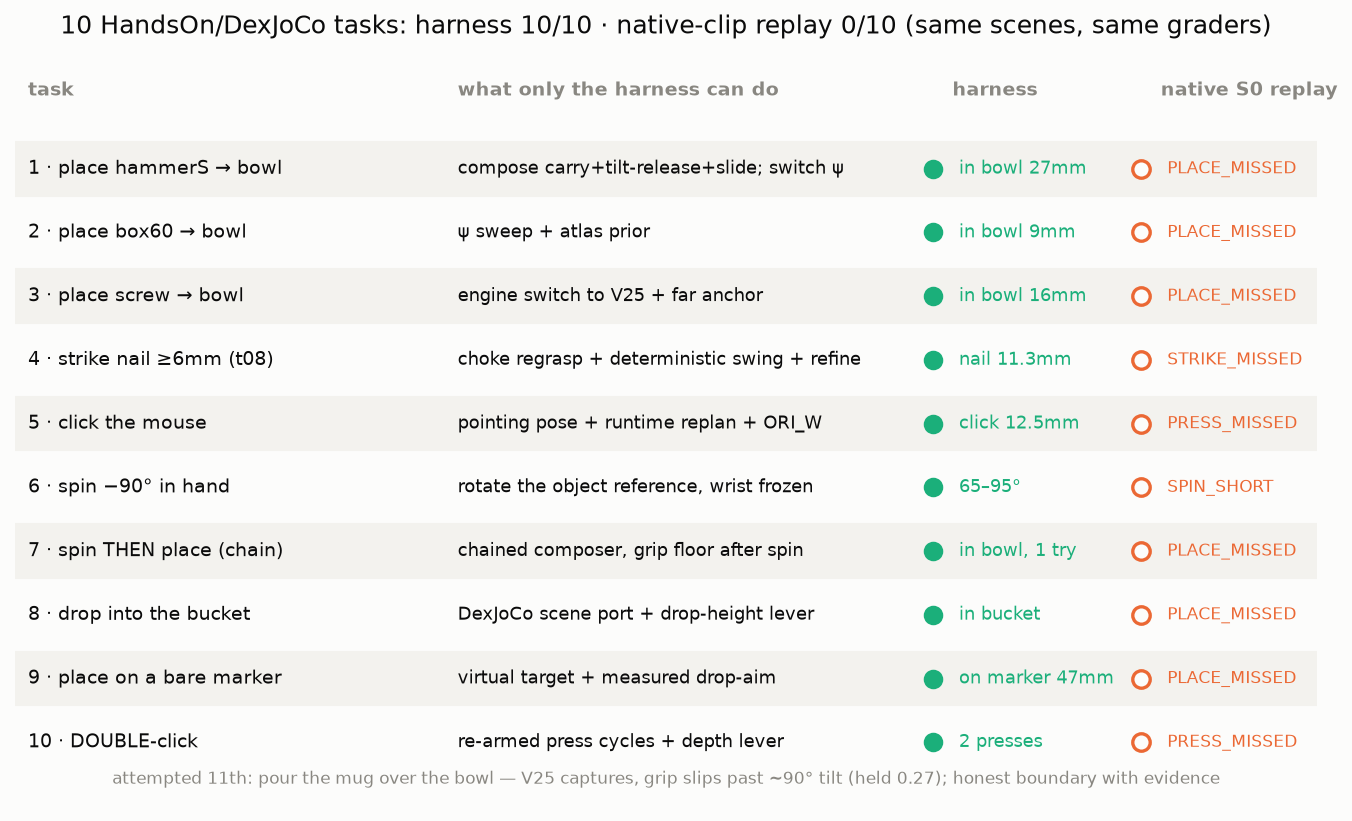 10 HandsOn/DexJoCo tasks: harness 10/10 · native-clip replay 0/10 (same scenes, same graders)
task what only the harness can do harness native S0 replay
1 · place hammerS → bowl compose carry+tilt-release+slide; switch ψ in bowl 27mm PLACE_MISSED
2 · place box60 → bowl ψ sweep + atlas prior in bowl 9mm PLACE_MISSED
3 · place screw → bowl engine switch to V25 + far anchor in bowl 16mm PLACE_MISSED
4 · strike nail ≥6mm (t08) choke regrasp + deterministic swing + refine nail 11.3mm STRIKE_MISSED
5 · click the mouse pointing pose + runtime replan + ORI_W click 12.5mm PRESS_MISSED
6 · spin −90° in hand rotate the object reference, wrist frozen 65–95° SPIN_SHORT
7 · spin THEN place (chain) chained composer, grip floor after spin in bowl, 1 try PLACE_MISSED
8 · drop into the bucket DexJoCo scene port + drop-height lever in bucket PLACE_MISSED
9 · place on a bare marker virtual target + measured drop-aim on marker 47mm PLACE_MISSED
10 · DOUBLE-click re-armed press cycles + depth lever 2 presses PRESS_MISSED
attempted 11th: pour the mug over the bowl — V25 captures, grip slips past ~90° tilt (held 0.27); honest boundary with evidence